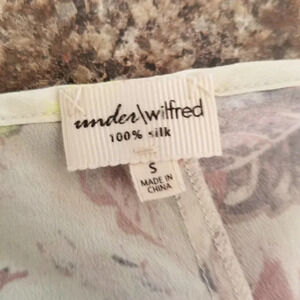 under\wilfred
100% silk
S
MADE IN
CHINA